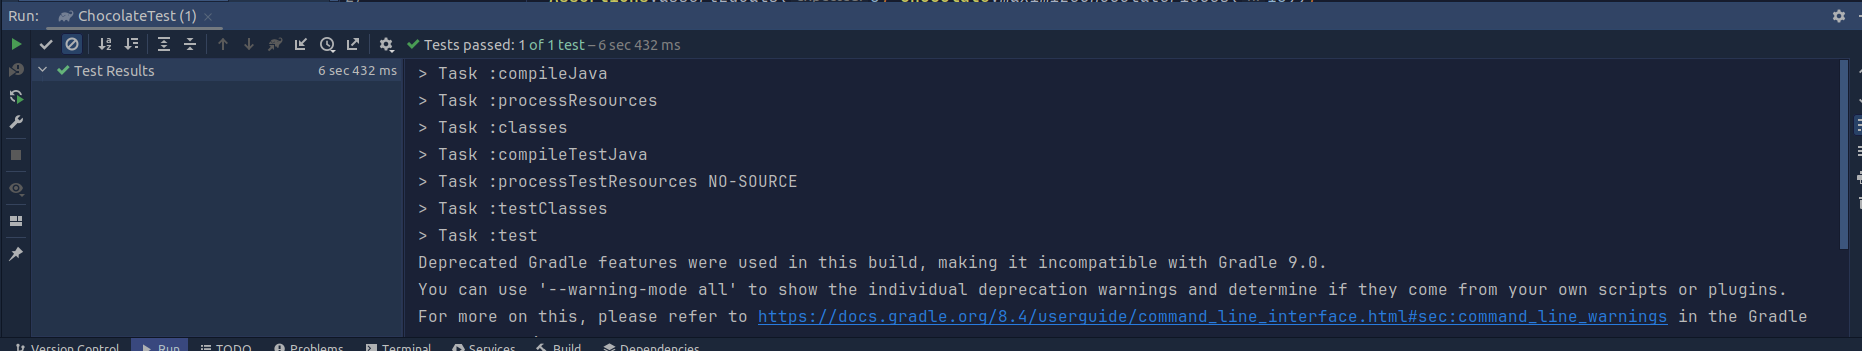 Run: ChocolateTest (1)
Tests passed: 1 of 1 test – 6 sec 432 ms
Test Results 6 sec 432 ms
> Task :compileJava
> Task :processResources
> Task :classes
> Task :compileTestJava
> Task :processTestResources NO-SOURCE
> Task :testClasses
> Task :test
Deprecated Gradle features were used in this build, making it incompatible with Gradle 9.0.
You can use '--warning-mode all' to show the individual deprecation warnings and determine if they come from your own scripts or plugins.
For more on this, please refer to https://docs.gradle.org/8.4/userguide/command_line_interface.html#sec:command_line_warnings in the Gradle
Version Control Run TODO Problems Terminal Services Build Dependencies